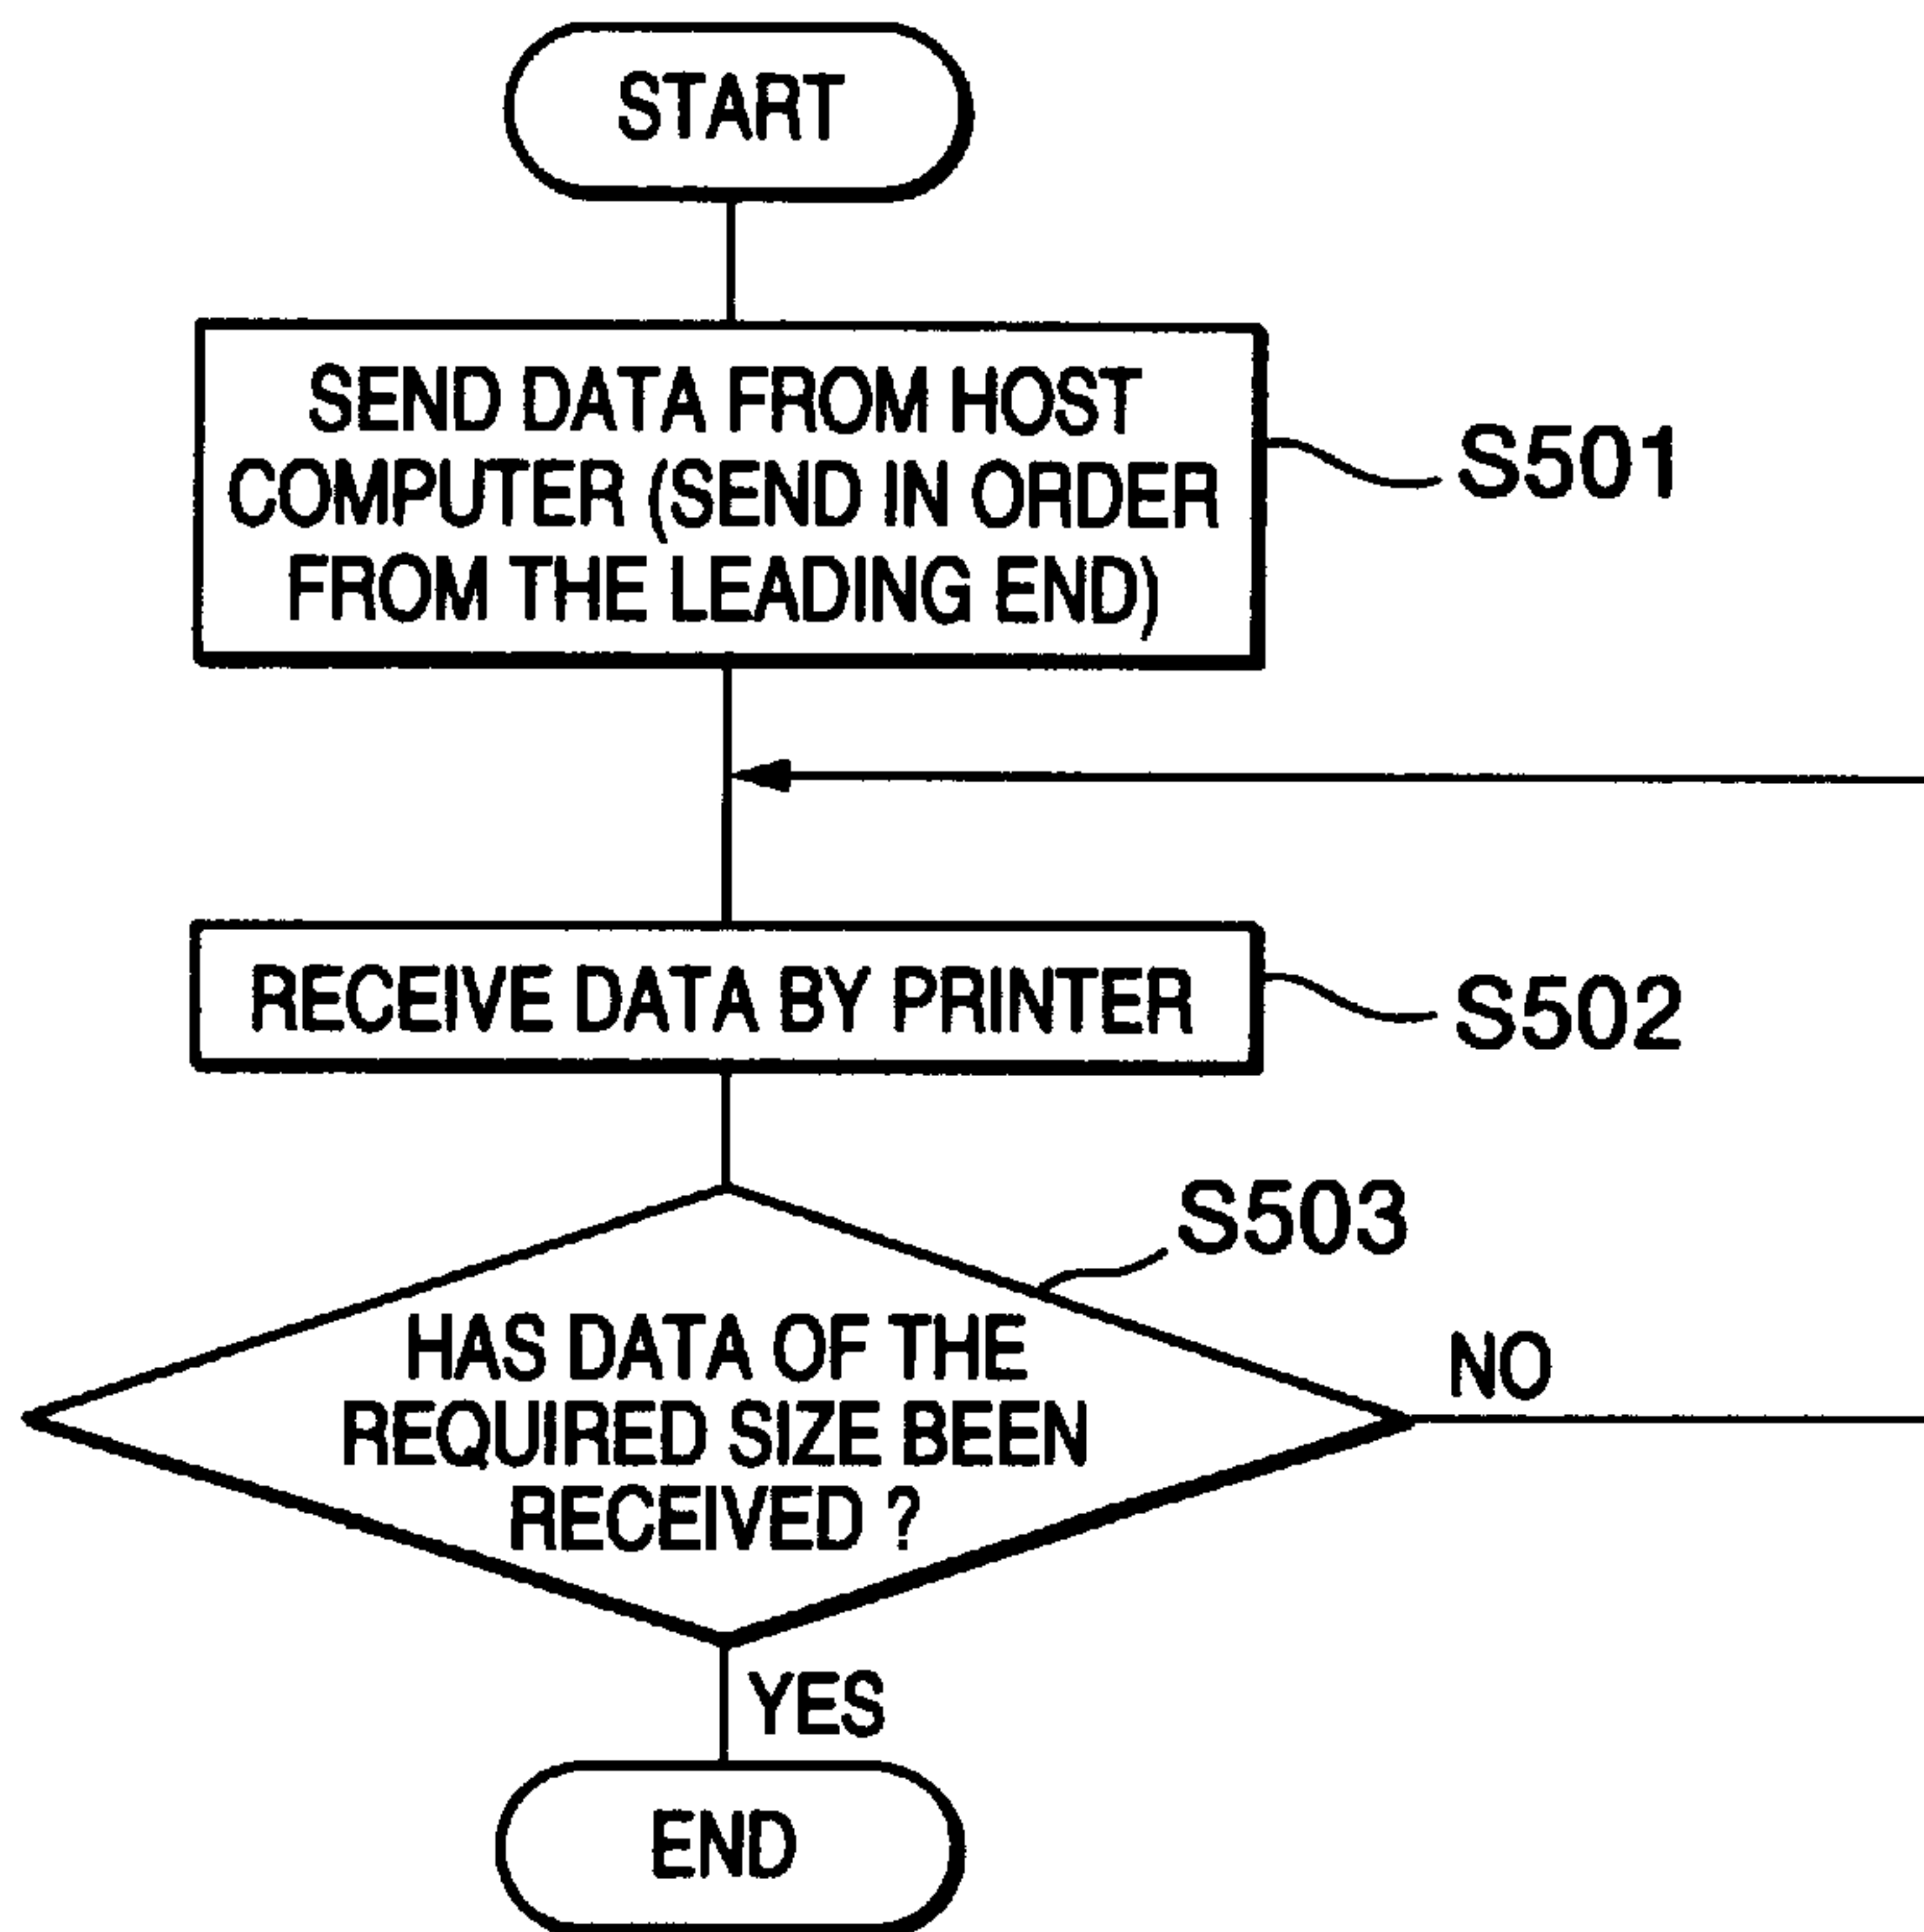 START
SEND DATA FROM HOST
COMPUTER (SEND IN ORDER
FROM THE LEADING END)
S501
RECEIVE DATA BY PRINTER
S502
S503
HAS DATA OF THE
REQUIRED SIZE BEEN
RECEIVED ?
NO
YES
END